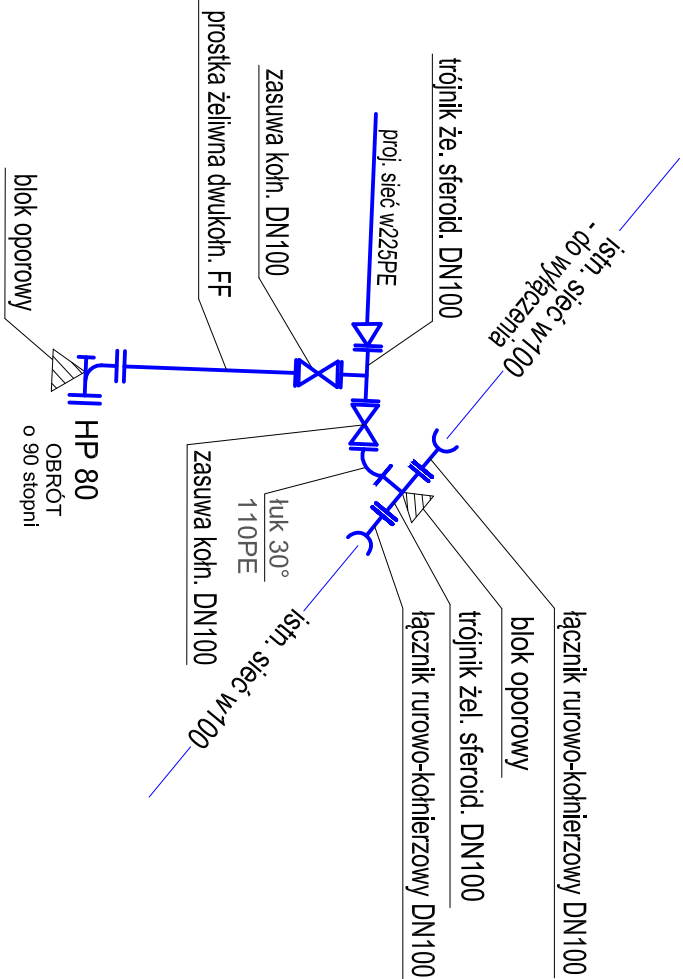 łącznik rurowo-kołnierzowy DN100
blok oporowy
trójnik żel. sferoid. DN100
łącznik rurowo-kołnierzowy DN100
istn. sieć w100
- do wyłączenia
trójnik że. sferoid. DN100
proj. sieć w225PE
zasuwa kołn. DN100
prostka żeliwna dwukołn. FF
blok oporowy
HP 80
OBRÓT
o 90 stopni
zasuwa kołn. DN100
łuk 30°
110PE
istn. sieć w100